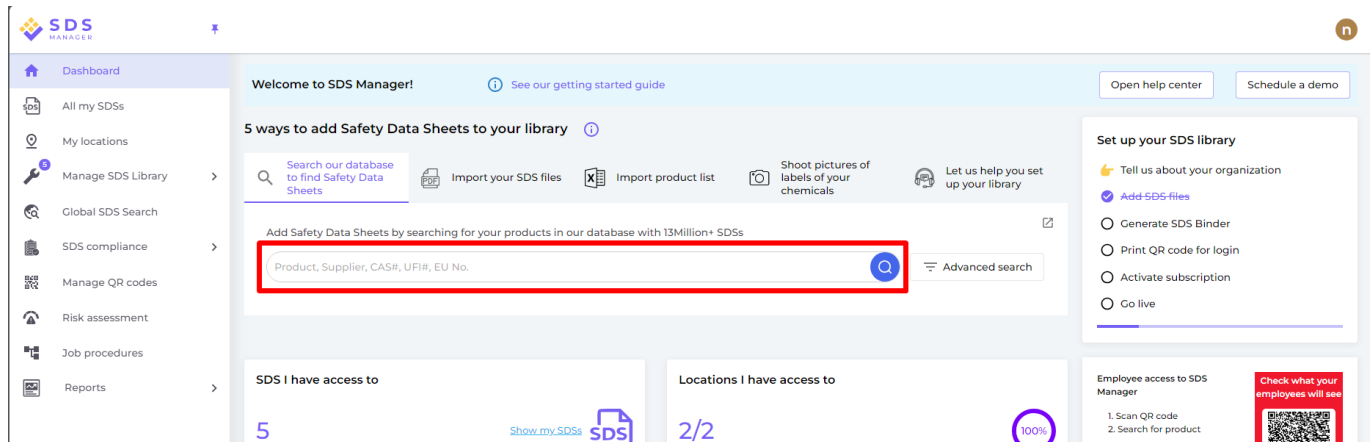 SDS
MANAGER
n
Dashboard
SDS
All my SDSs
My locations
5
Manage SDS Library
Global SDS Search
SDS compliance
Manage QR codes
Risk assessment
Job procedures
Reports
Welcome to SDS Manager!
See our getting started guide
Open help center
Schedule a demo
5 ways to add Safety Data Sheets to your library
Search our database
to find Safety Data
Sheets
PDF
Import your SDS files
X
Import product list
Shoot pictures of
labels of your
chemicals
Let us help you set
up your library
Add Safety Data Sheets by searching for your products in our database with 13Million+ SDSs
Product, Supplier, CAS#, UFI#, EU No.
Advanced search
Set up your SDS library
Tell us about your organization
Add SDS files
Generate SDS Binder
Print QR code for login
Activate subscription
Go live
SDS I have access to
5
Show my SDSs
SDS
Locations I have access to
2/2
100%
Employee access to SDS
Manager
1. Scan QR code
2. Search for product
Check what your
employees will see